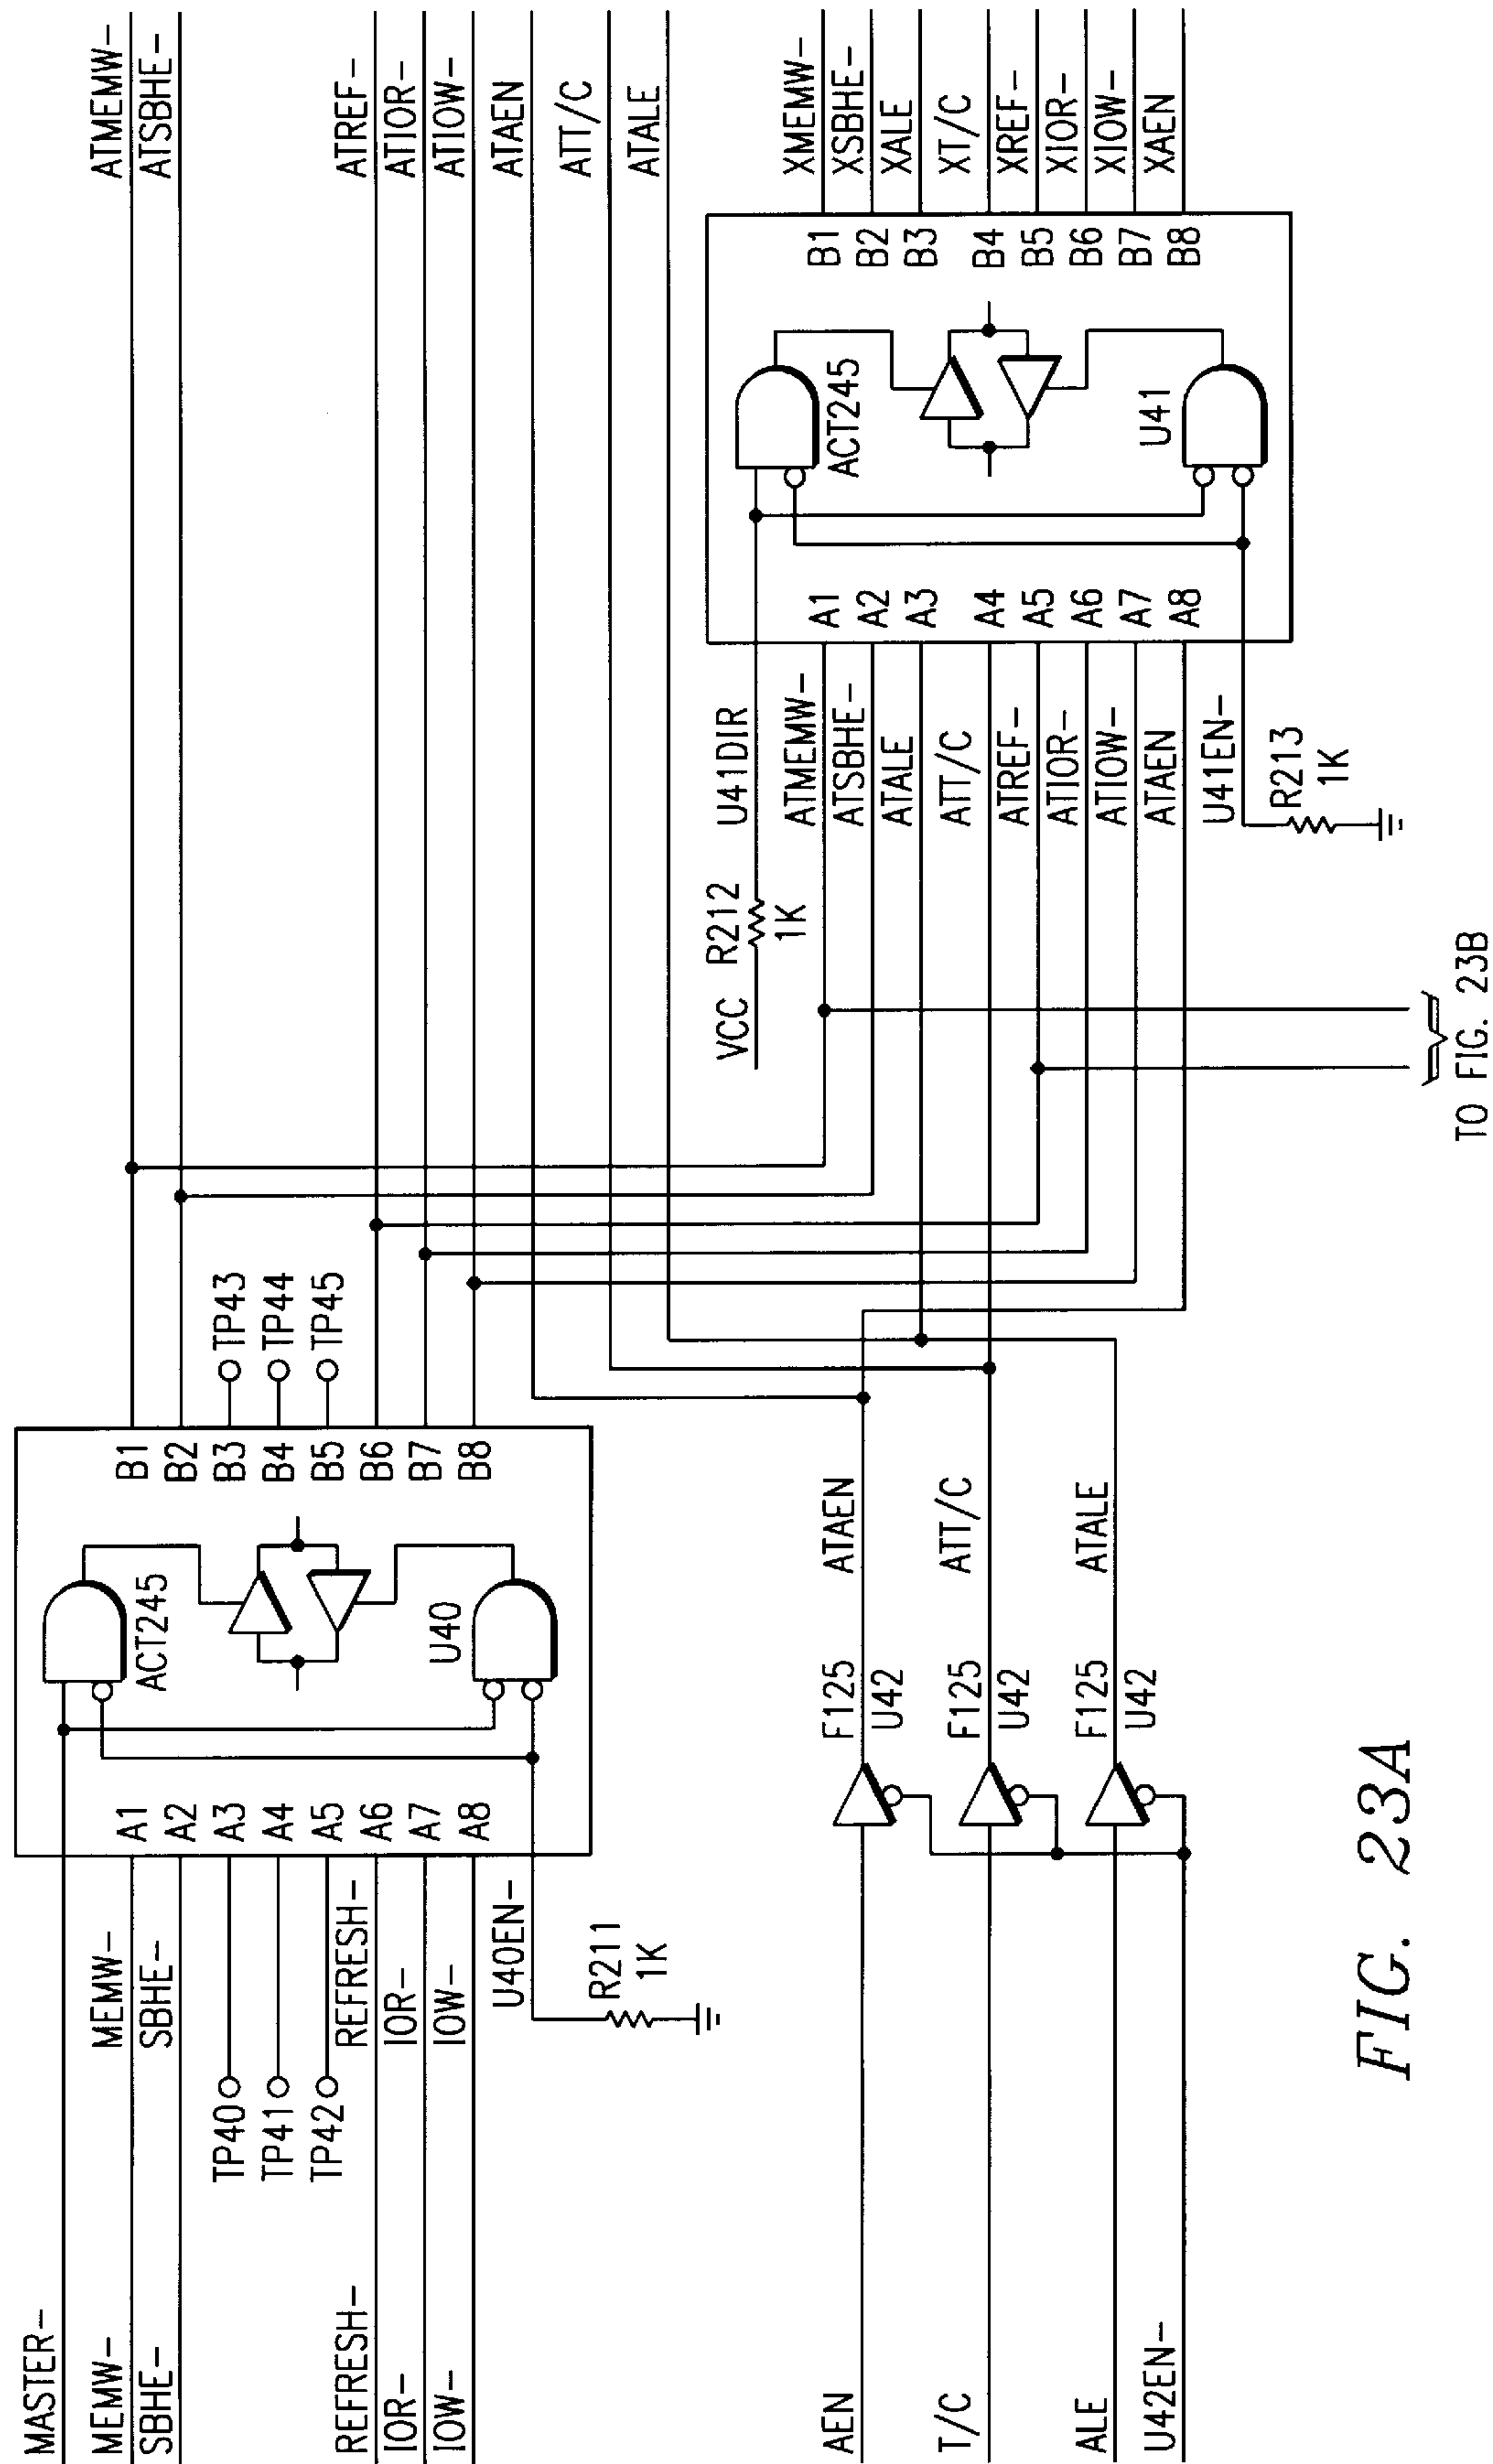 MASTER-
MEMW-
SBHE-
REFRESH-
IOR-
IOW-
MEMW-
SBHE-
TP40
TP41
TP42
REFRESH-
IOR-
IOW-
U40EN-
R211
1K
A1
A2
A3
A4
A5
A6
A7
A8
ACT245
U40
B1
B2
B3
B4
B5
B6
B7
B8
TP43
TP44
TP45
ATMEMW-
ATSBHE-
ATREF-
ATIOR-
ATIOW-
ATAEN
ATT/C
ATALE
AEN
T/C
ALE
U42EN-
F125
U42
F125
U42
F125
U42
ATAEN
ATT/C
ATALE
VCC
R212
1K
U41DIR
ATMEMW-
ATSBHE-
ATALE
ATT/C
ATREF-
ATIOR-
ATIOW-
ATAEN
U41EN-
R213
1K
A1
A2
A3
A4
A5
A6
A7
A8
ACT245
U41
B1
B2
B3
B4
B5
B6
B7
B8
XMEMW-
XSBHE-
XALE
XT/C
XREF-
XIOR-
XIOW-
XAEN
TO FIG. 23B
FIG. 23A